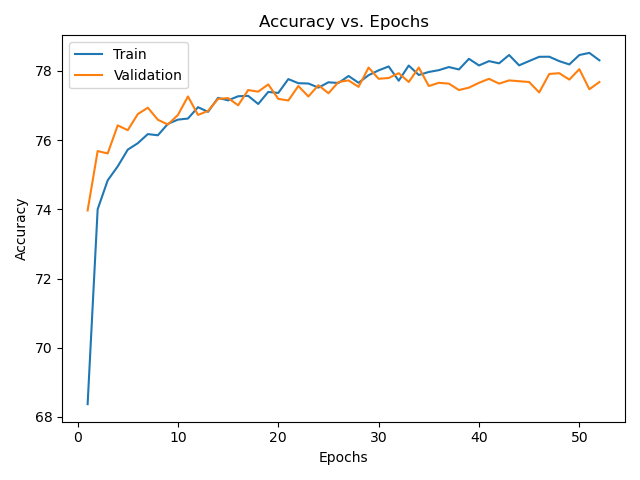 Accuracy vs. Epochs
Train
Validation
78
76
74
72
70
68
Accuracy
0 10 20 30 40 50
Epochs